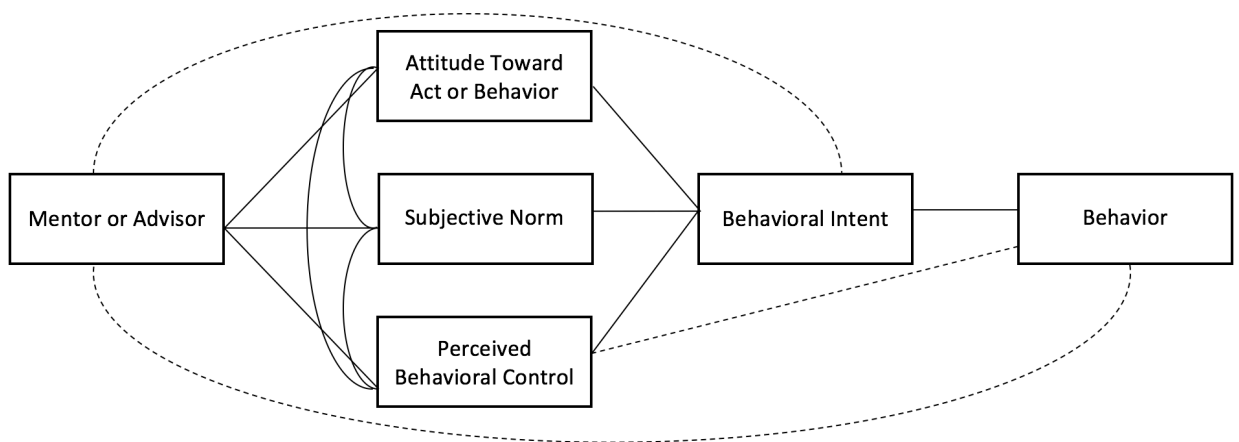 Attitude Toward
Act or Behavior
Mentor or Advisor
Subjective Norm
Behavioral Intent
Behavior
Perceived
Behavioral Control